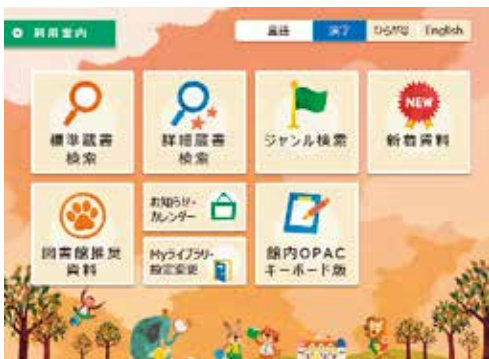 利用案内
言語 漢字 ひらがな English
標準蔵書
検索
詳細蔵書
検索
ジャンル検索
NEW
新着資料
図書館推奨
資料
お知らせ・
カレンダー
Myライブラリ・
設定変更
館内OPAC
キーボード版